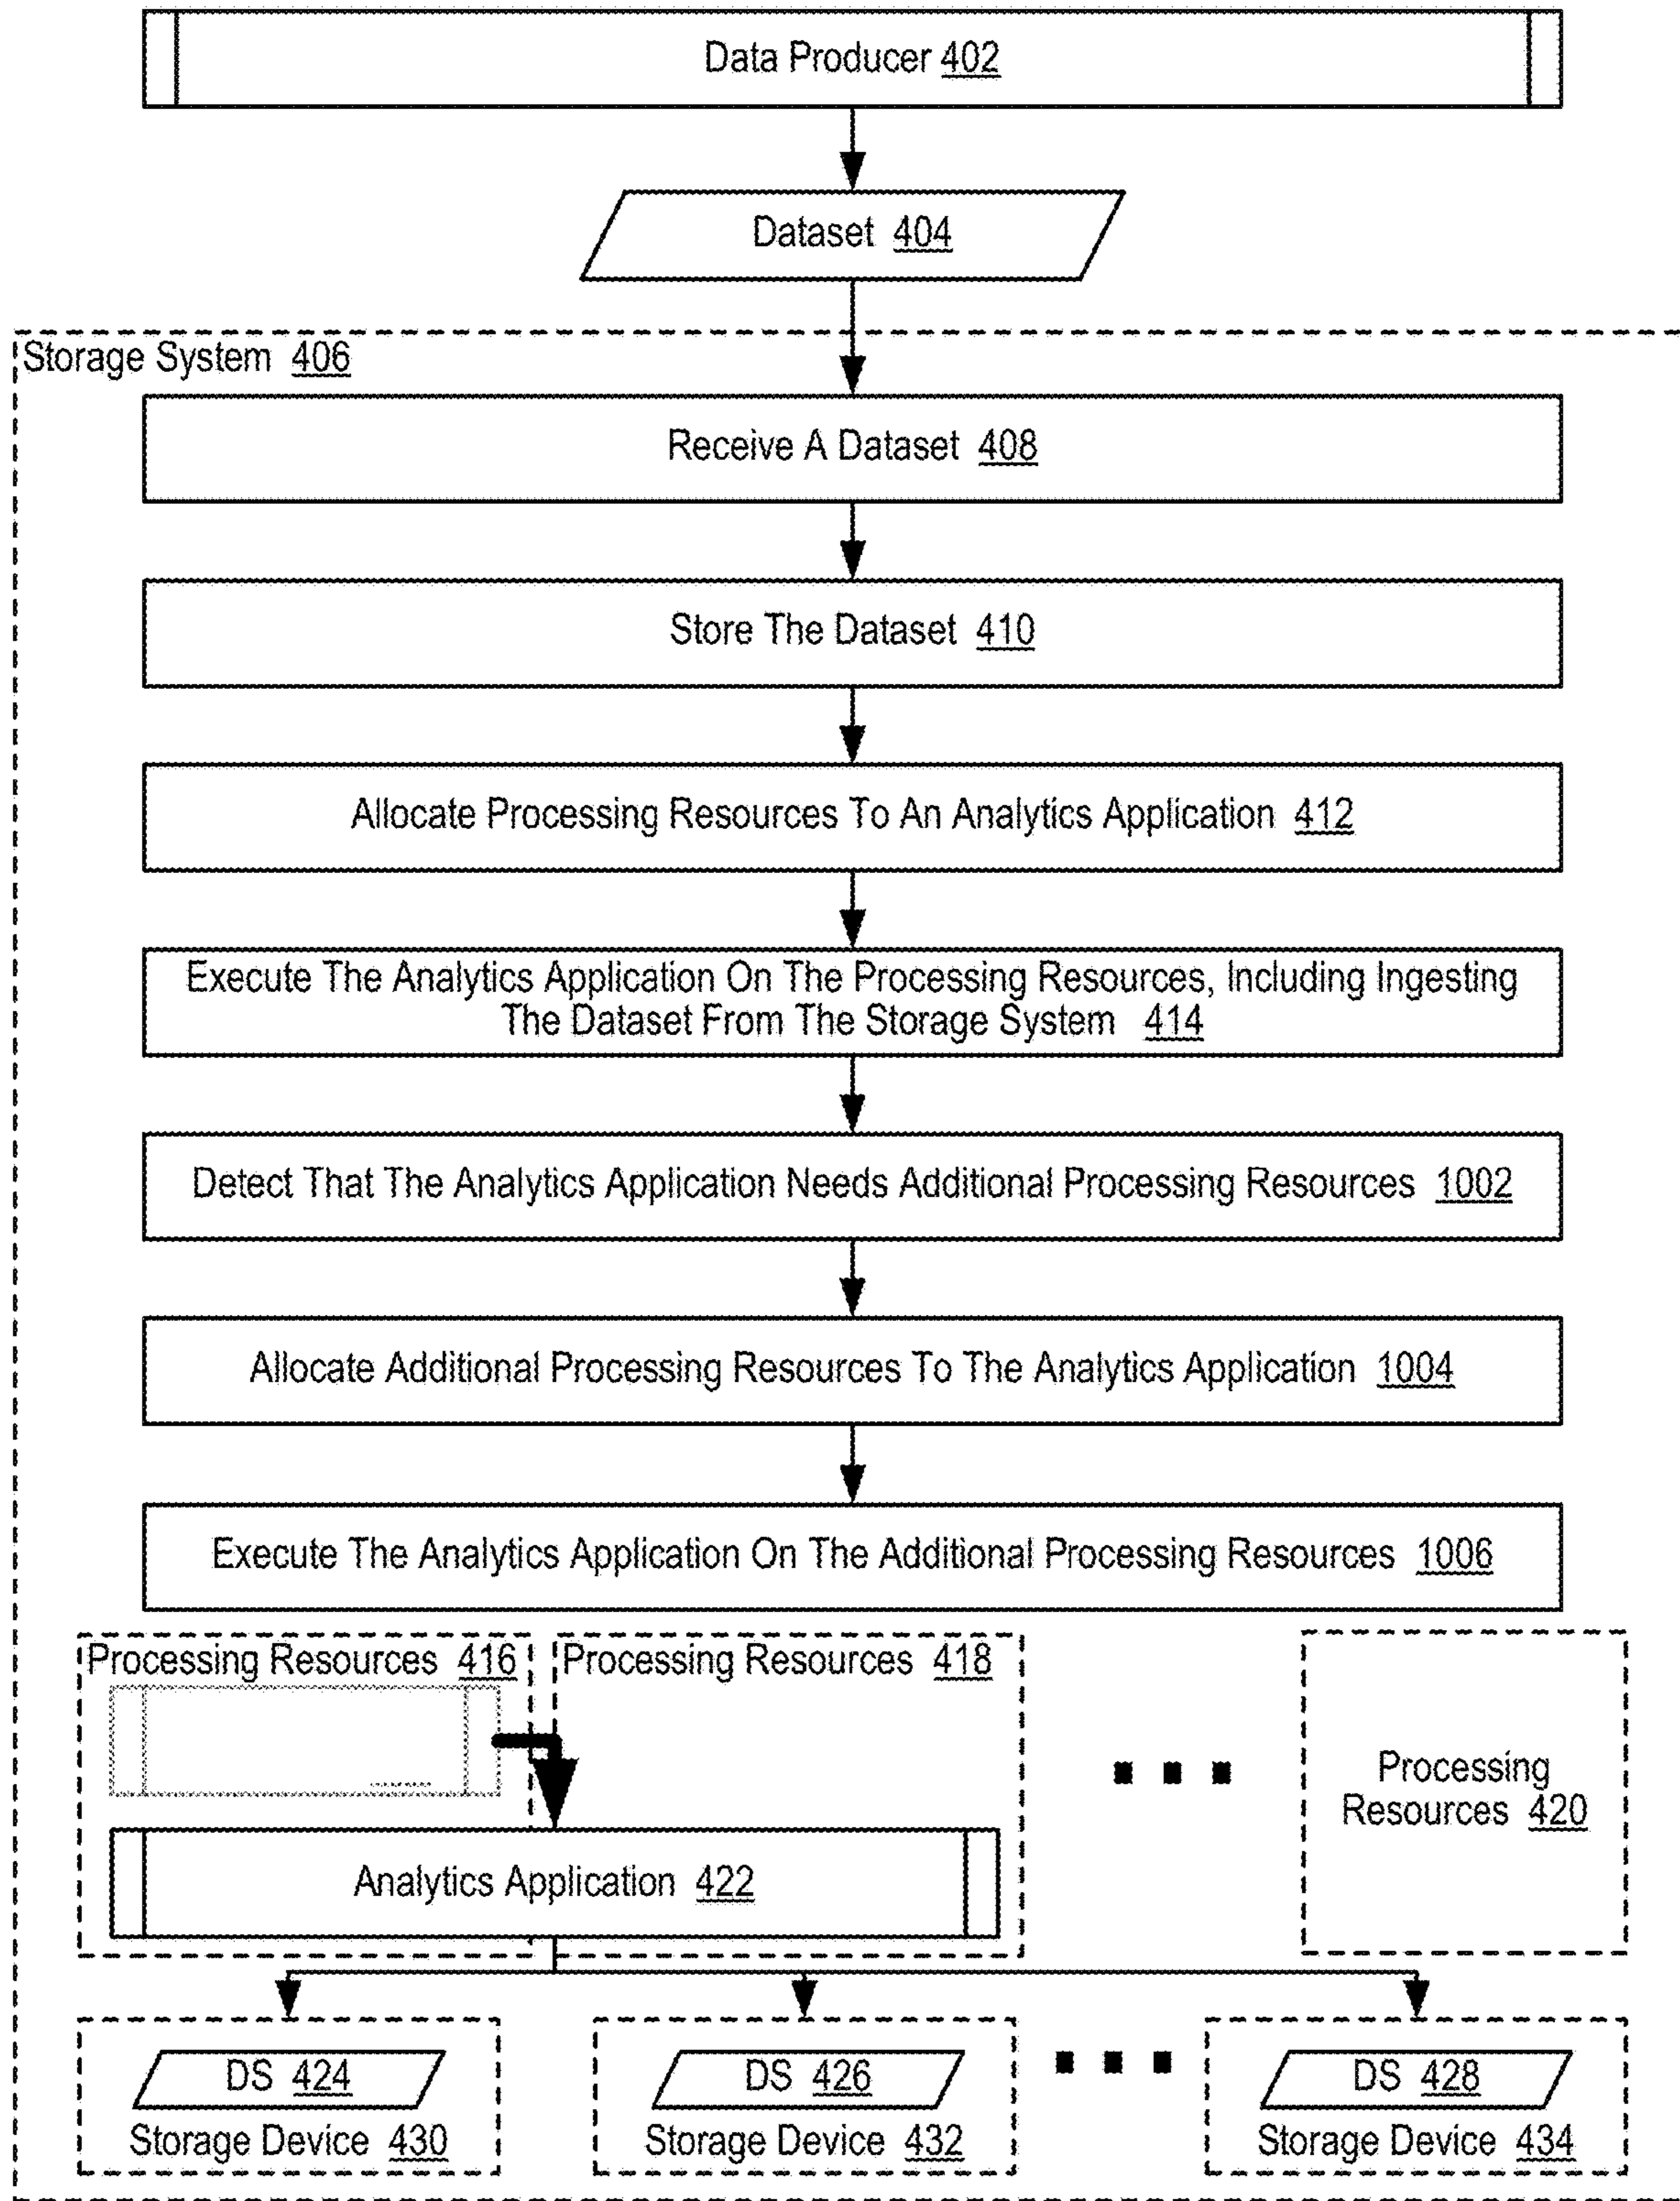 Data Producer 402
Dataset 404
Storage System 406
Receive A Dataset 408
Store The Dataset 410
Allocate Processing Resources To An Analytics Application 412
Execute The Analytics Application On The Processing Resources, Including Ingesting
The Dataset From The Storage System 414
Detect That The Analytics Application Needs Additional Processing Resources 1002
Allocate Additional Processing Resources To The Analytics Application 1004
Execute The Analytics Application On The Additional Processing Resources 1006
Processing Resources 416
Processing Resources 418
Processing
Resources 420
Analytics Application 422
DS 424
Storage Device 430
DS 426
Storage Device 432
DS 428
Storage Device 434